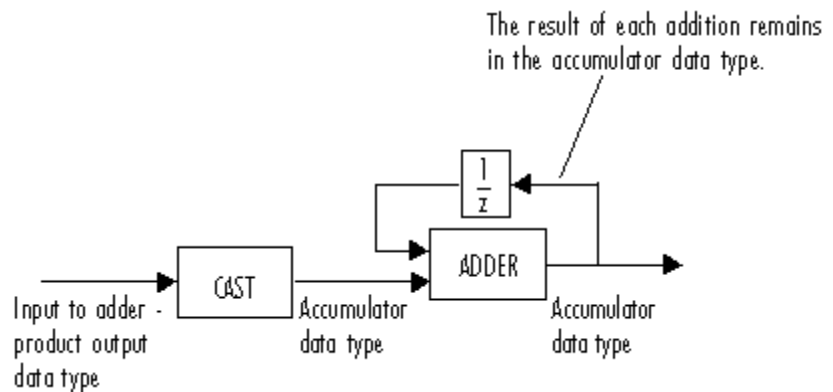 The result of each addition remains
in the accumulator data type.
1
z
ADDER
CAST
Input to adder -
product output
data type
Accumulator
data type
Accumulator
data type